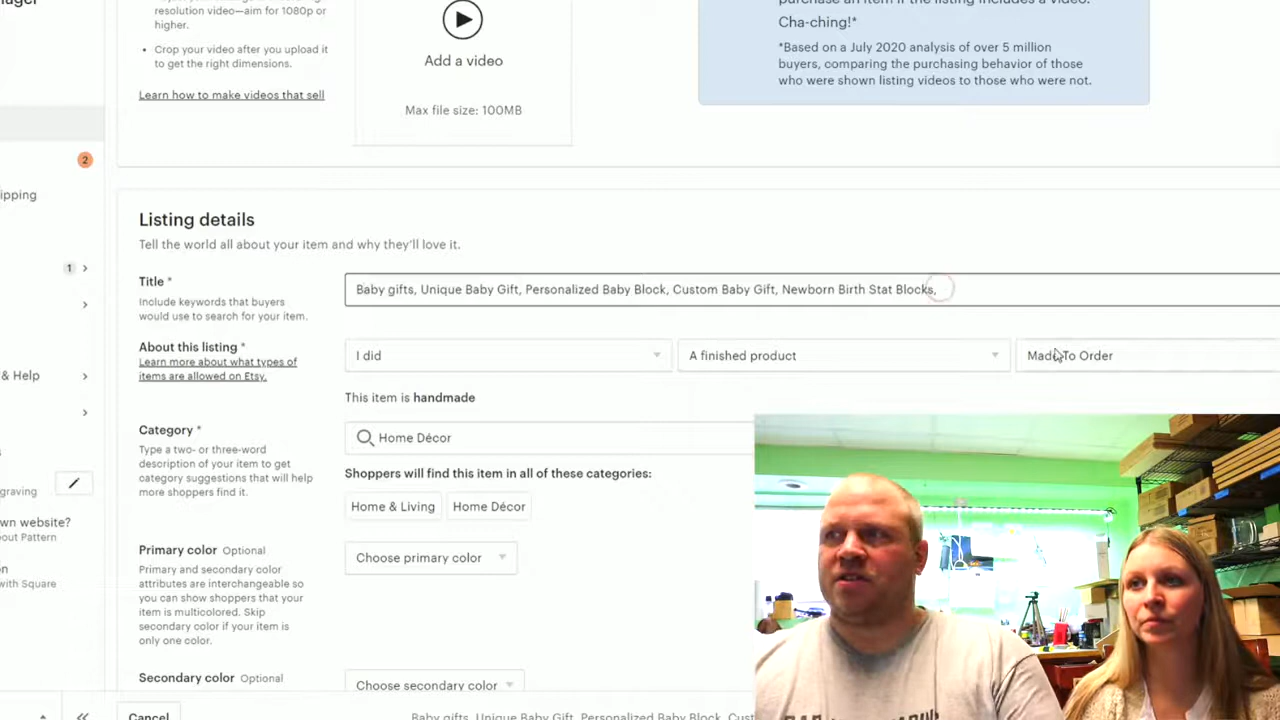 resolution video—aim for 1080p or
higher.
• Crop your video after you upload it
to get the right dimensions.
Learn how to make videos that sell
Add a video
Max file size: 100MB
purchase an item if the listing includes a video.
Cha-ching!*
*Based on a July 2020 analysis of over 5 million
buyers, comparing the purchasing behavior of those
who were shown listing videos to those who were not.
2
ipping
1
& Help
graving
wn website?
out Pattern
on
with Square
Listing details
Tell the world all about your item and why they'll love it.
Title *
Include keywords that buyers
would use to search for your item.
Baby gifts, Unique Baby Gift, Personalized Baby Block, Custom Baby Gift, Newborn Birth Stat Blocks,
About this listing *
Learn more about what types of
items are allowed on Etsy.
I did
A finished product
Made To Order
This item is handmade
Category *
Type a two- or three-word
description of your item to get
category suggestions that will help
more shoppers find it.
Home Décor
Shoppers will find this item in all of these categories:
Home & Living
Home Décor
Primary color Optional
Primary and secondary color
attributes are interchangeable so
you can show shoppers that your
item is multicolored. Skip
secondary color if your item is
only one color.
Choose primary color
Secondary color Optional
Choose secondary color
Cancel
Baby gifts, Unique Baby Gift, Personalized Baby Block, Cust